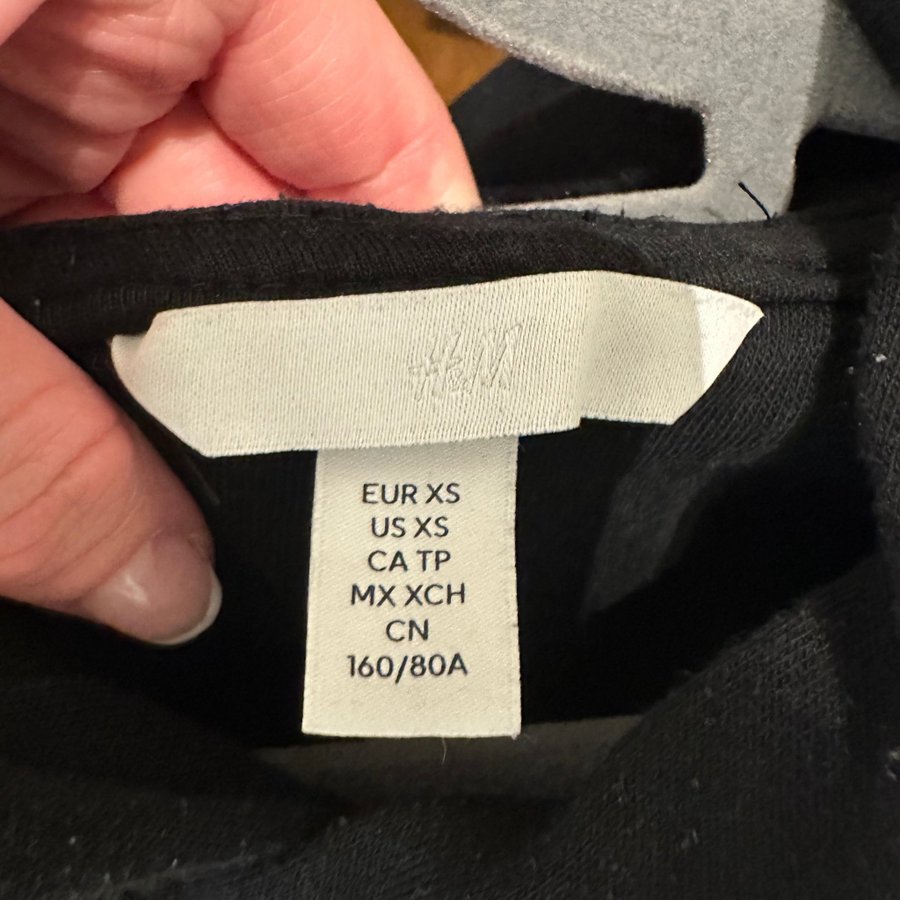 H&M
EUR XS
US XS
CA TP
MX XCH
CN
160/80A